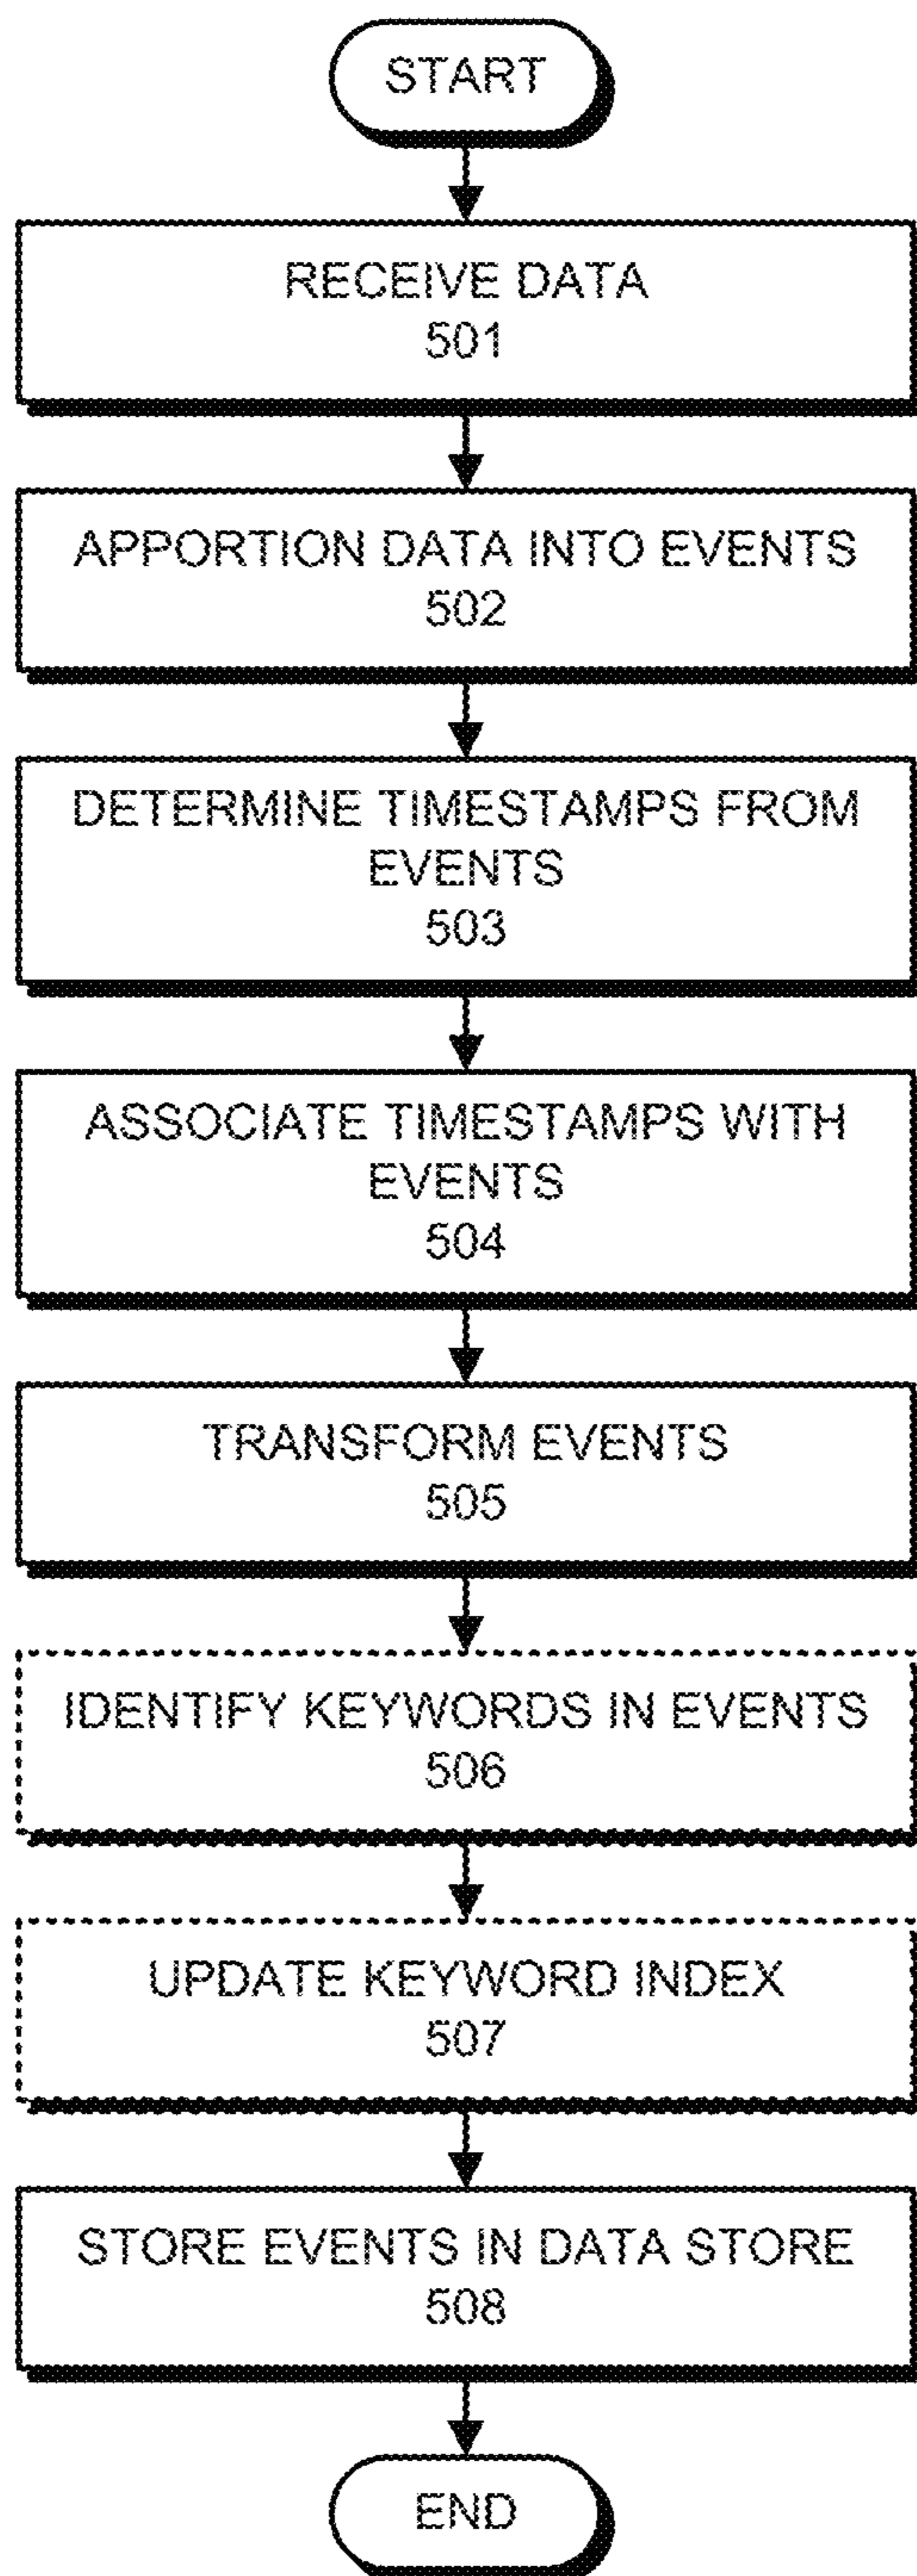 START
RECEIVE DATA
501
APPORTION DATA INTO EVENTS
502
DETERMINE TIMESTAMPS FROM
EVENTS
503
ASSOCIATE TIMESTAMPS WITH
EVENTS
504
TRANSFORM EVENTS
505
IDENTIFY KEYWORDS IN EVENTS
506
UPDATE KEYWORD INDEX
507
STORE EVENTS IN DATA STORE
508
END